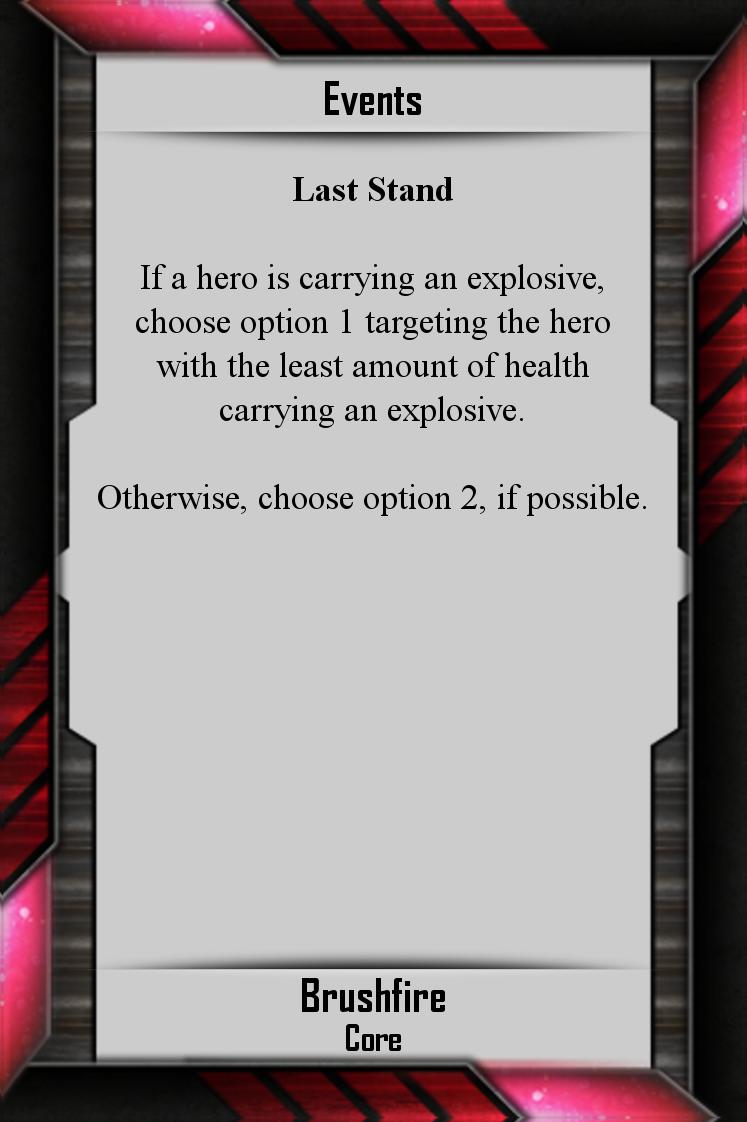 Events
Last Stand
If a hero is carrying an explosive,
choose option 1 targeting the hero
with the least amount of health
carrying an explosive.
Otherwise, choose option 2, if possible.
Brushfire
Core